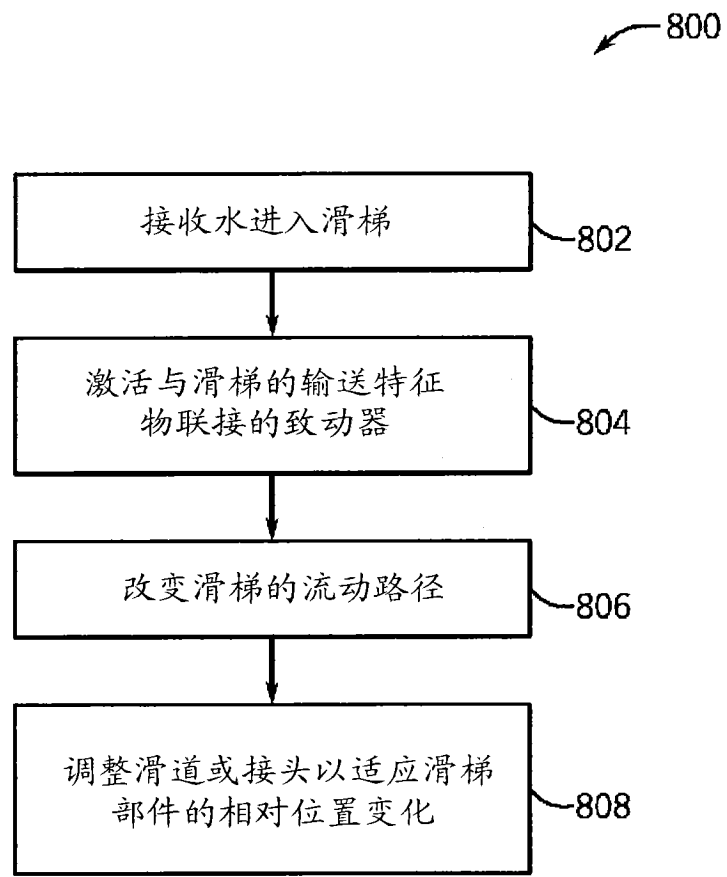 800
接收水进入滑梯
802
激活与滑梯的输送特征
物联接的致动器
804
改变滑梯的流动路径
806
调整滑道或接头以适应滑梯
部件的相对位置变化
808